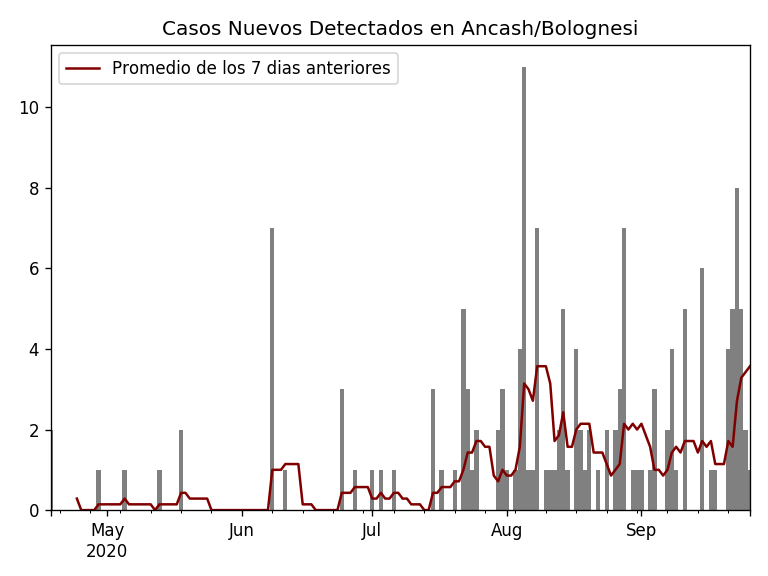 Casos Nuevos Detectados en Ancash/Bolognesi
Promedio de los 7 dias anteriores
10
8
6
4
2
0
May Jun Jul Aug Sep
2020